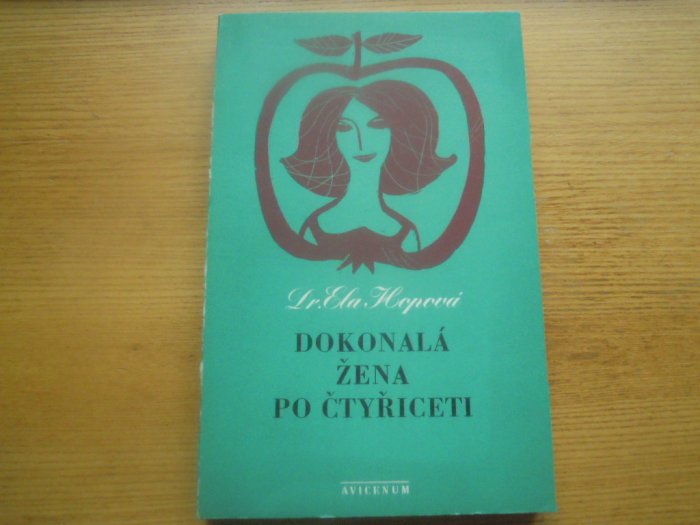 Dr. Ela Hopová
DOKONALÁ
ŽENA
PO ČTYŘICETI
AVICENUM